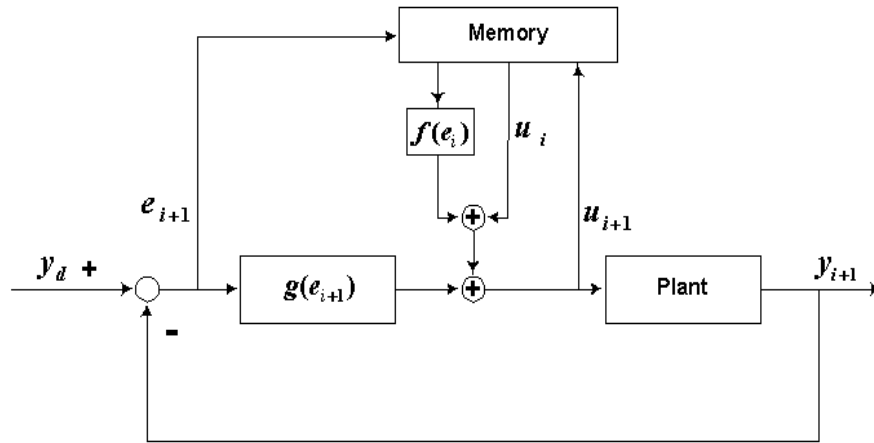 Memory
f(e_i)
u_i
e_{i+1}
u_{i+1}
+
y_d +
g(e_{i+1})
+
Plant
y_{i+1}
-